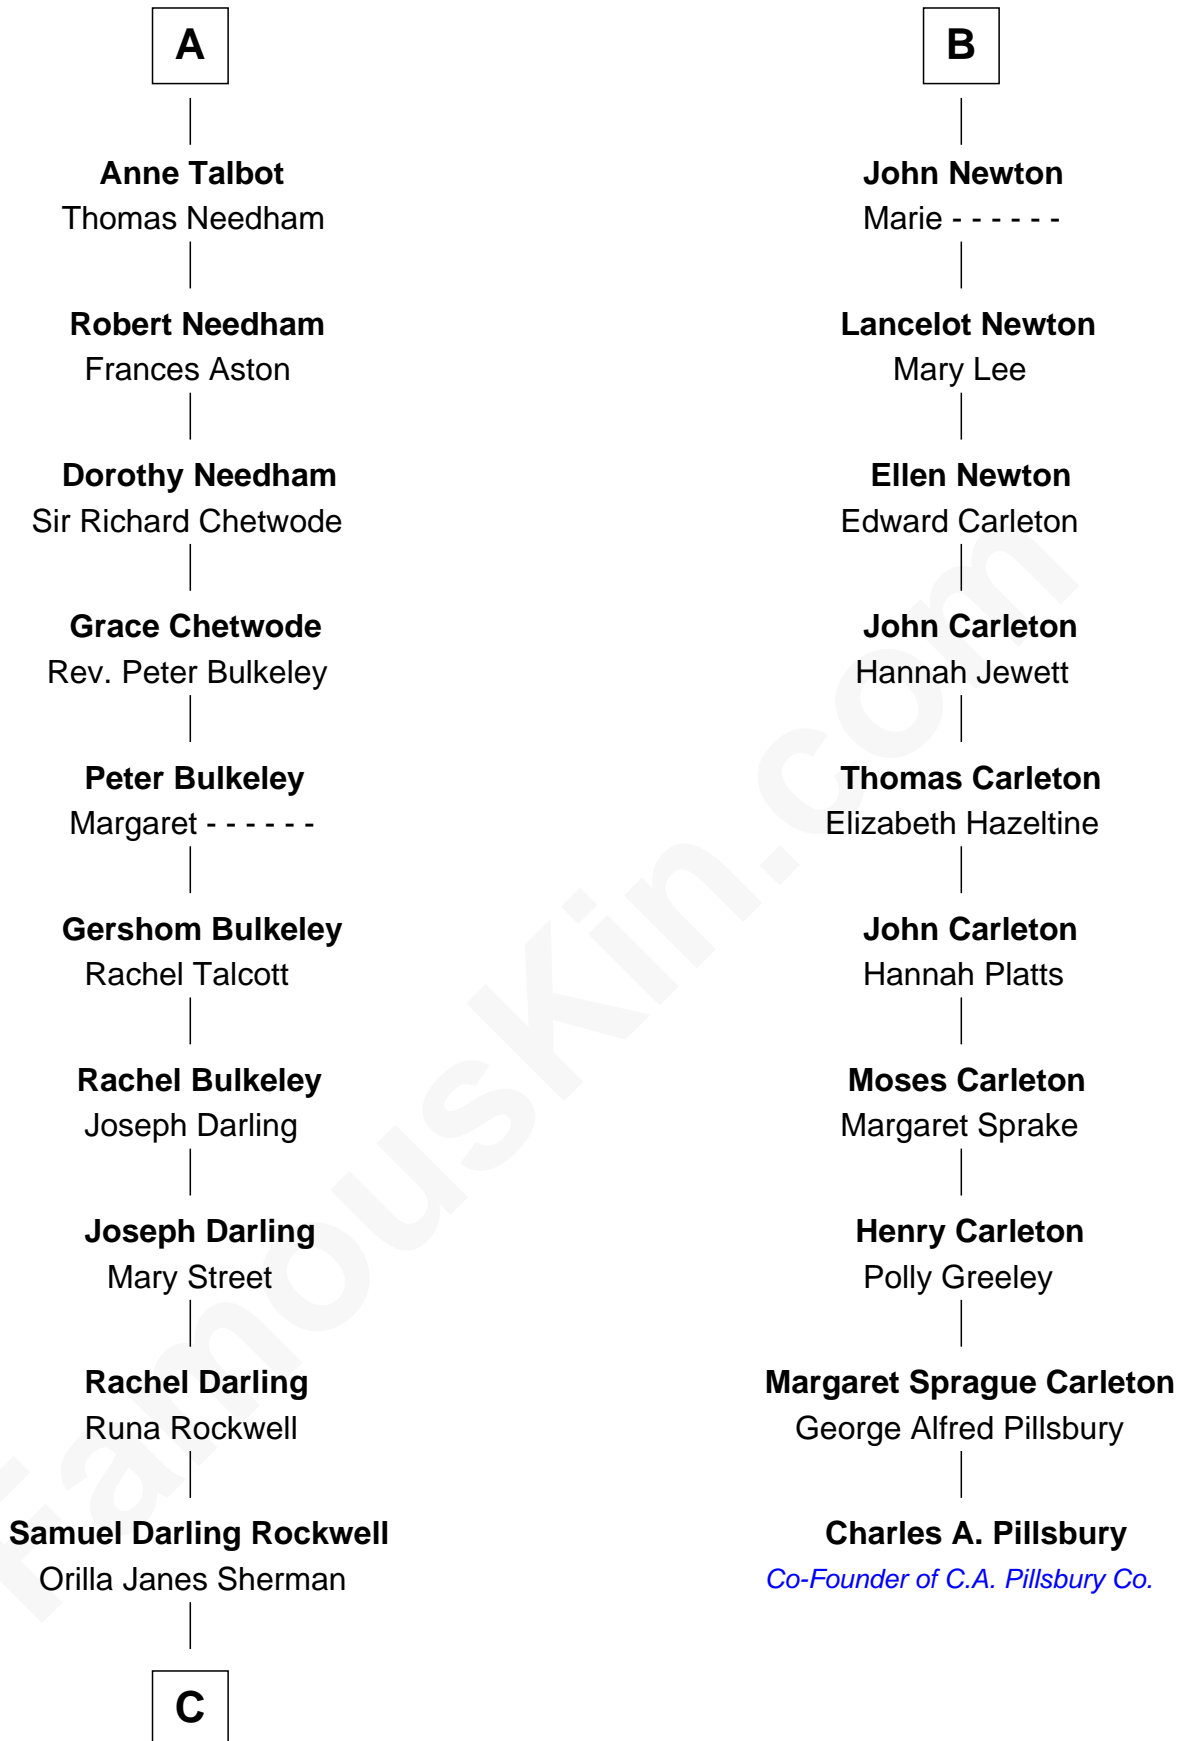 A
Anne Talbot
Thomas Needham
Robert Needham
Frances Aston
Dorothy Needham
Sir Richard Chetwode
Grace Chetwode
Rev. Peter Bulkeley
Peter Bulkeley
Margaret - - - - - -
Gershom Bulkeley
Rachel Talcott
Rachel Bulkeley
Joseph Darling
Joseph Darling
Mary Street
Rachel Darling
Runa Rockwell
Samuel Darling Rockwell
Orilla Janes Sherman
C
B
John Newton
Marie - - - - - -
Lancelot Newton
Mary Lee
Ellen Newton
Edward Carleton
John Carleton
Hannah Jewett
Thomas Carleton
Elizabeth Hazeltine
John Carleton
Hannah Platts
Moses Carleton
Margaret Sprake
Henry Carleton
Polly Greeley
Margaret Sprague Carleton
George Alfred Pillsbury
Charles A. Pillsbury
Co-Founder of C.A. Pillsbury Co.
FamousKin.com